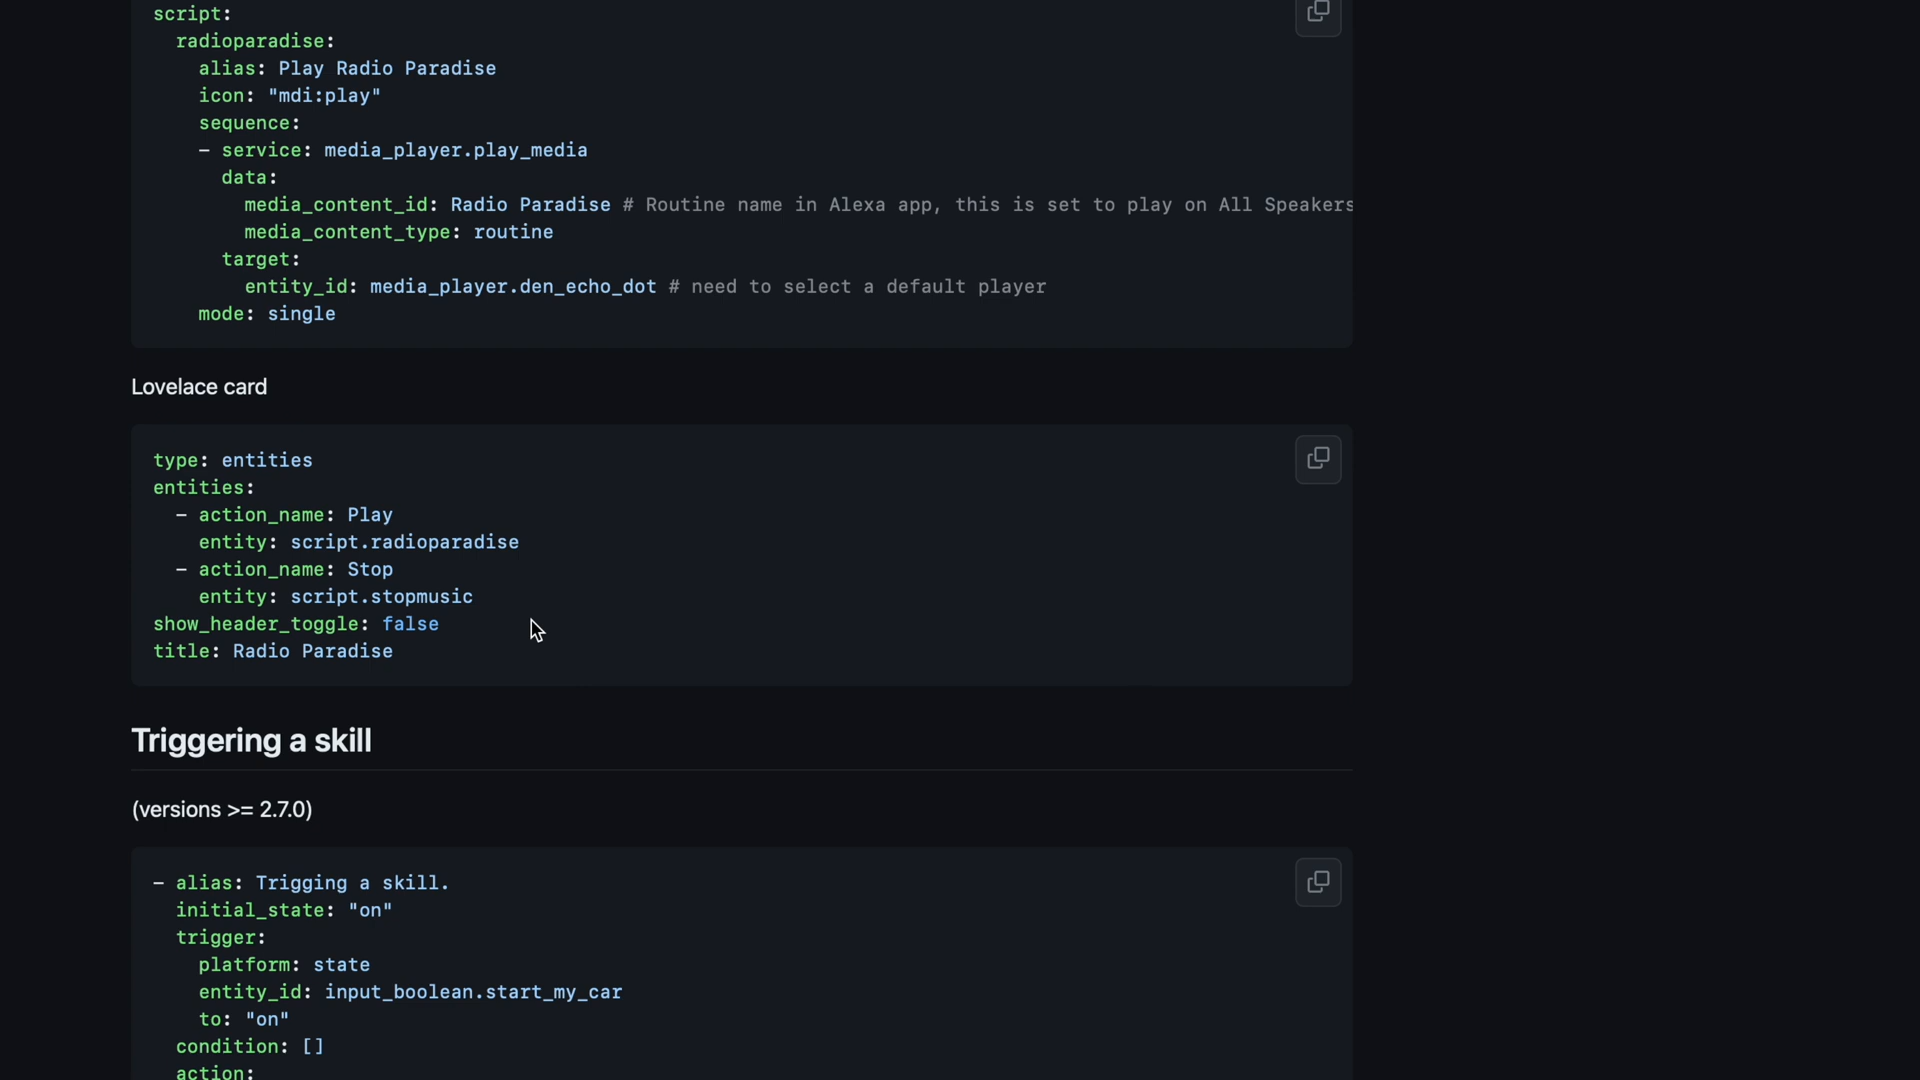 script:
radioparadise:
alias: Play Radio Paradise
icon: "mdi:play"
sequence:
- service: media_player.play_media
data:
media_content_id: Radio Paradise # Routine name in Alexa app, this is set to play on All Speakers
media_content_type: routine
target:
entity_id: media_player.den_echo_dot # need to select a default player
mode: single
Lovelace card
type: entities
entities:
- action_name: Play
entity: script.radioparadise
- action_name: Stop
entity: script.stopmusic
show_header_toggle: false
title: Radio Paradise
Triggering a skill
(versions >= 2.7.0)
- alias: Trigging a skill.
initial_state: "on"
trigger:
platform: state
entity_id: input_boolean.start_my_car
to: "on"
condition: []
action: